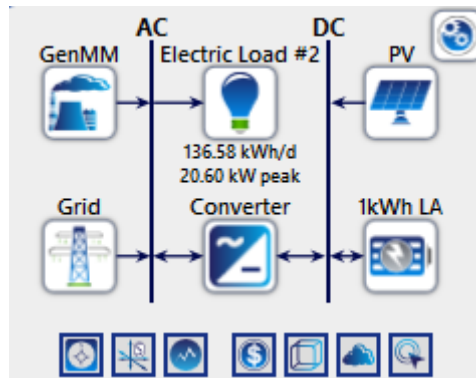 AC
DC
GenMM
Electric Load #2
PV
136.58 kWh/d
20.60 kW peak
Grid
Converter
1kWh LA